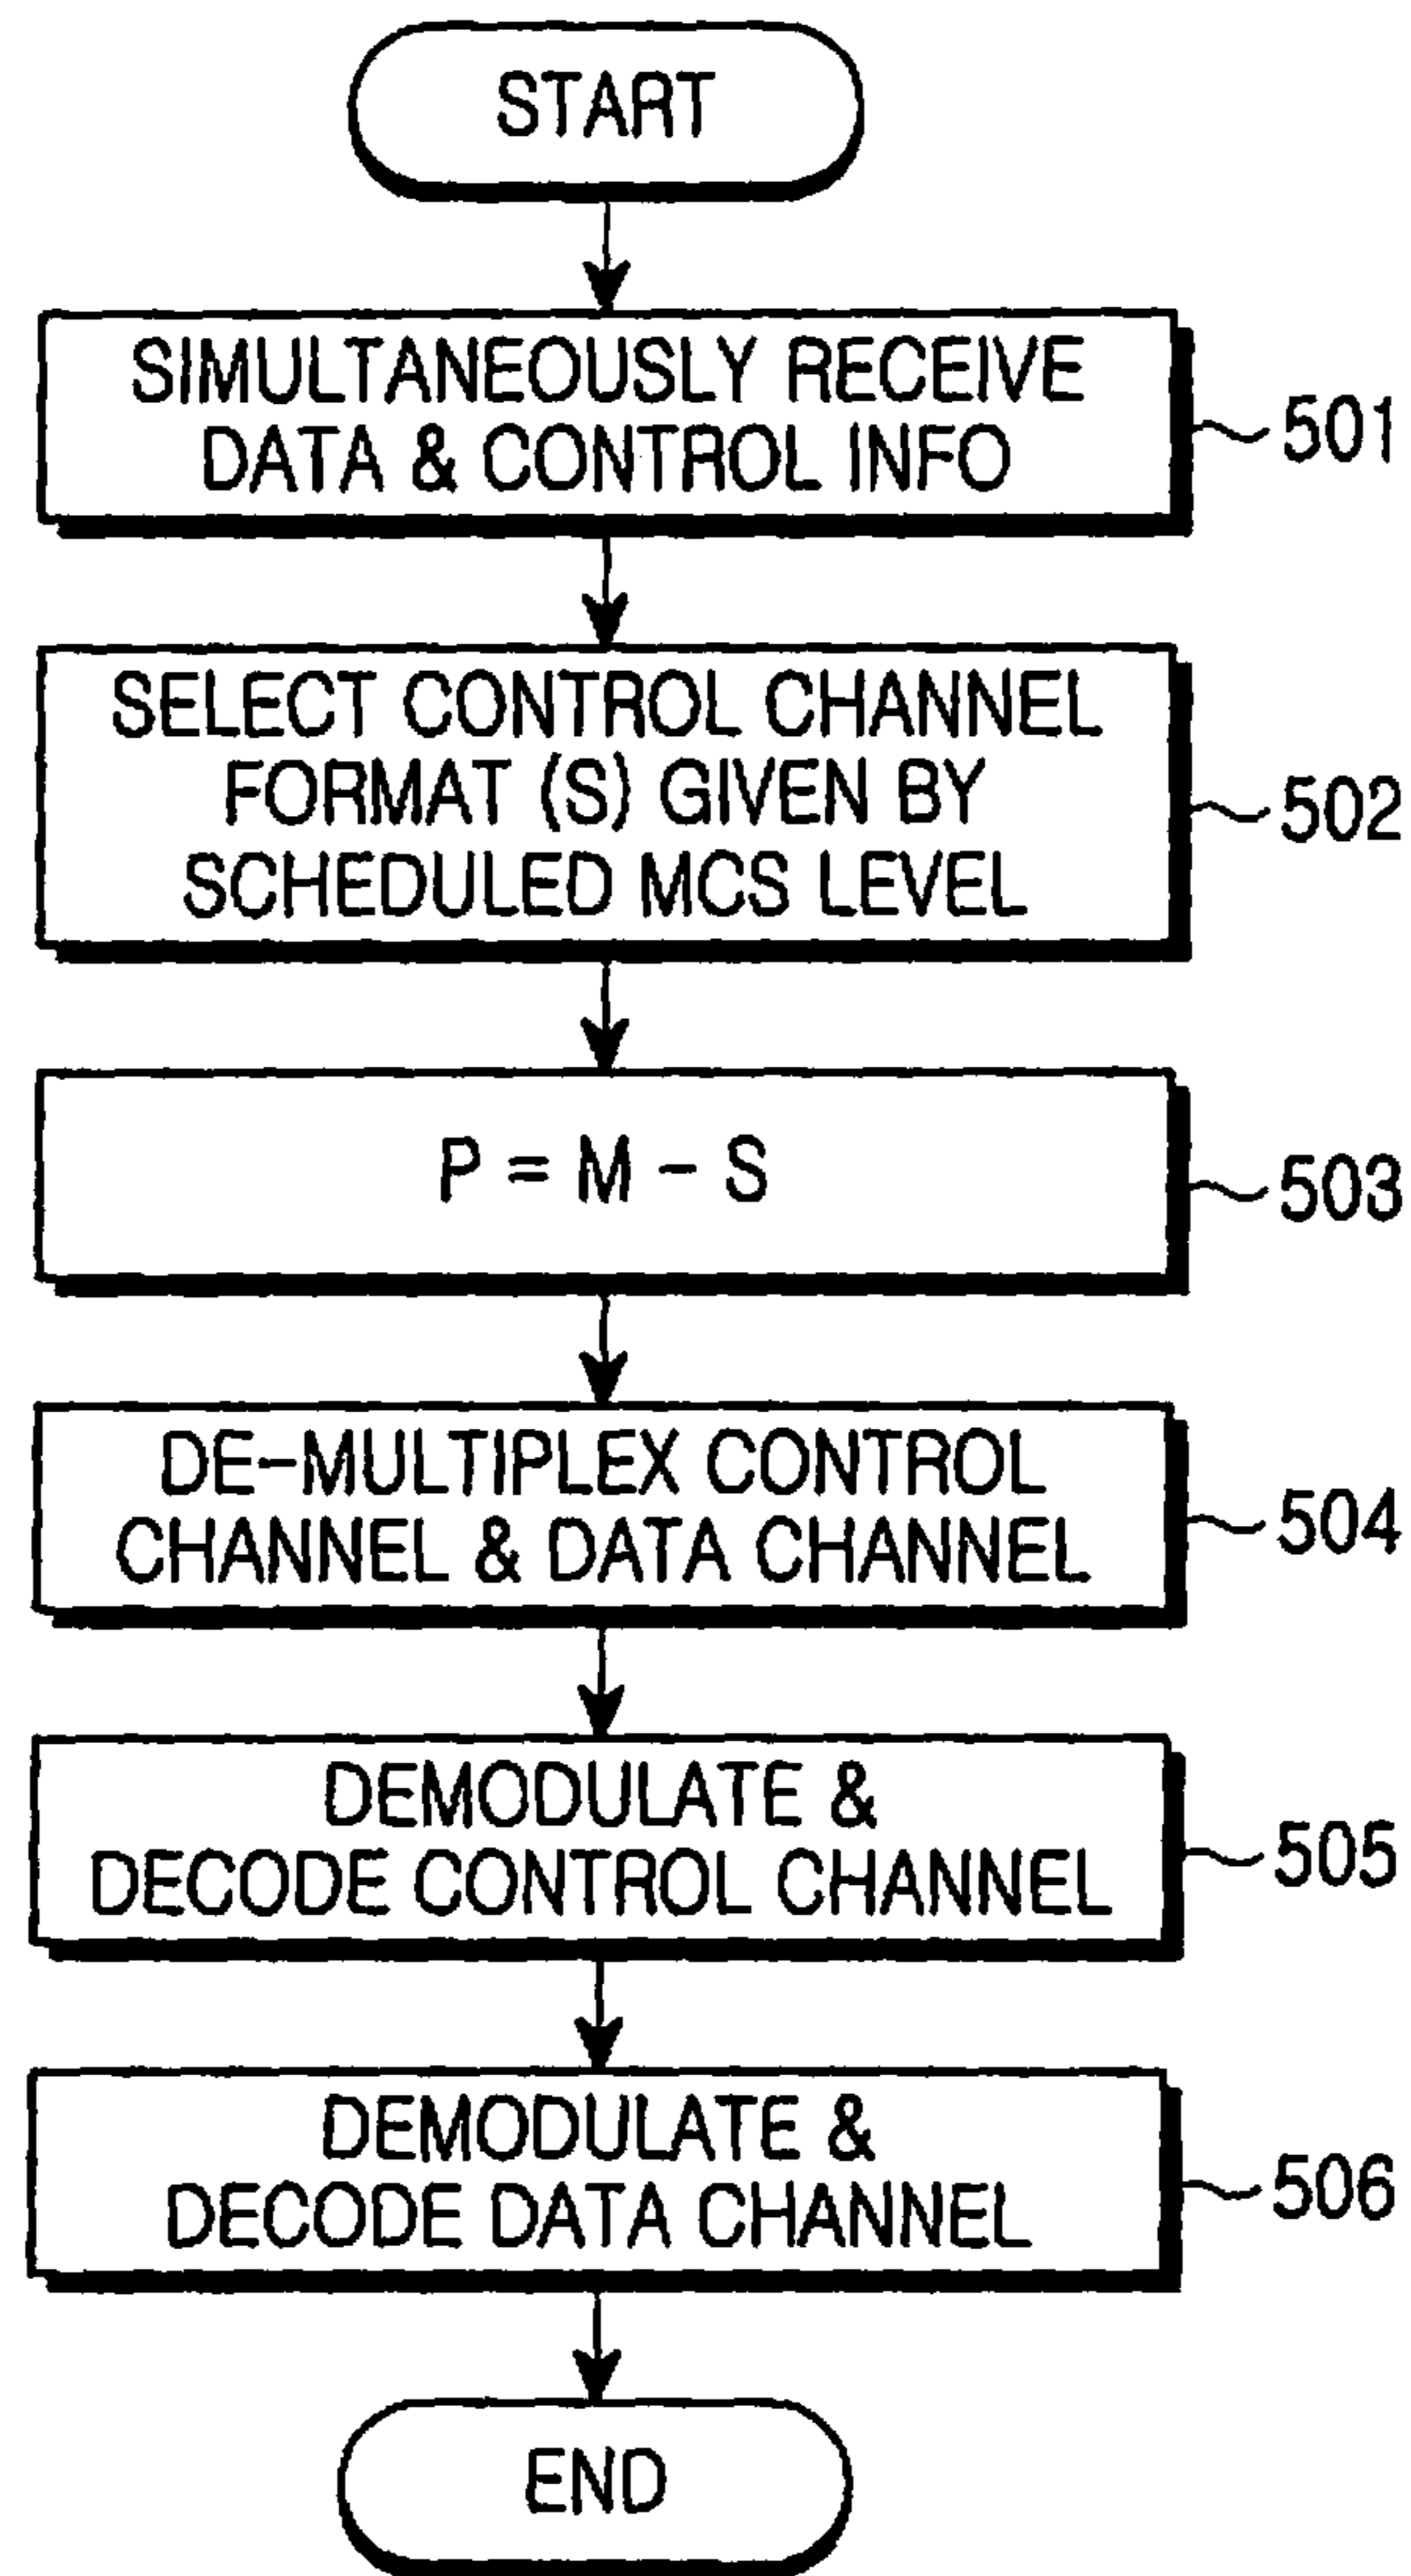 START
SIMULTANEOUSLY RECEIVE
DATA & CONTROL INFO
501
SELECT CONTROL CHANNEL
FORMAT (S) GIVEN BY
SCHEDULED MCS LEVEL
502
P = M - S
503
DE-MULTIPLEX CONTROL
CHANNEL & DATA CHANNEL
504
DEMODULATE &
DECODE CONTROL CHANNEL
505
DEMODULATE &
DECODE DATA CHANNEL
506
END